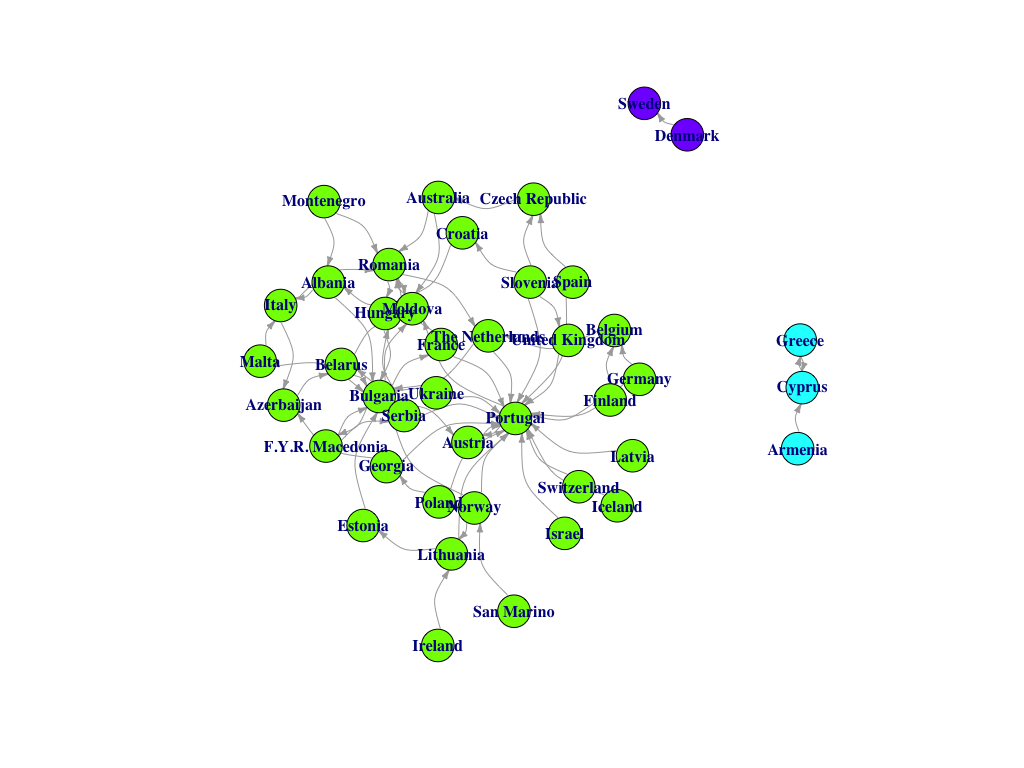 Sweden
Denmark
Montenegro
Australia
Czech Republic
Croatia
Romania
Albania
Slovenia
Spain
Italy
Hungary
Moldova
Belgium
The Netherlands
United Kingdom
France
Greece
Malta
Belarus
Germany
Cyprus
Bulgaria
Ukraine
Finland
Azerbaijan
Serbia
Portugal
F.Y.R. Macedonia
Austria
Armenia
Georgia
Latvia
Switzerland
Poland
Norway
Iceland
Estonia
Israel
Lithuania
San Marino
Ireland